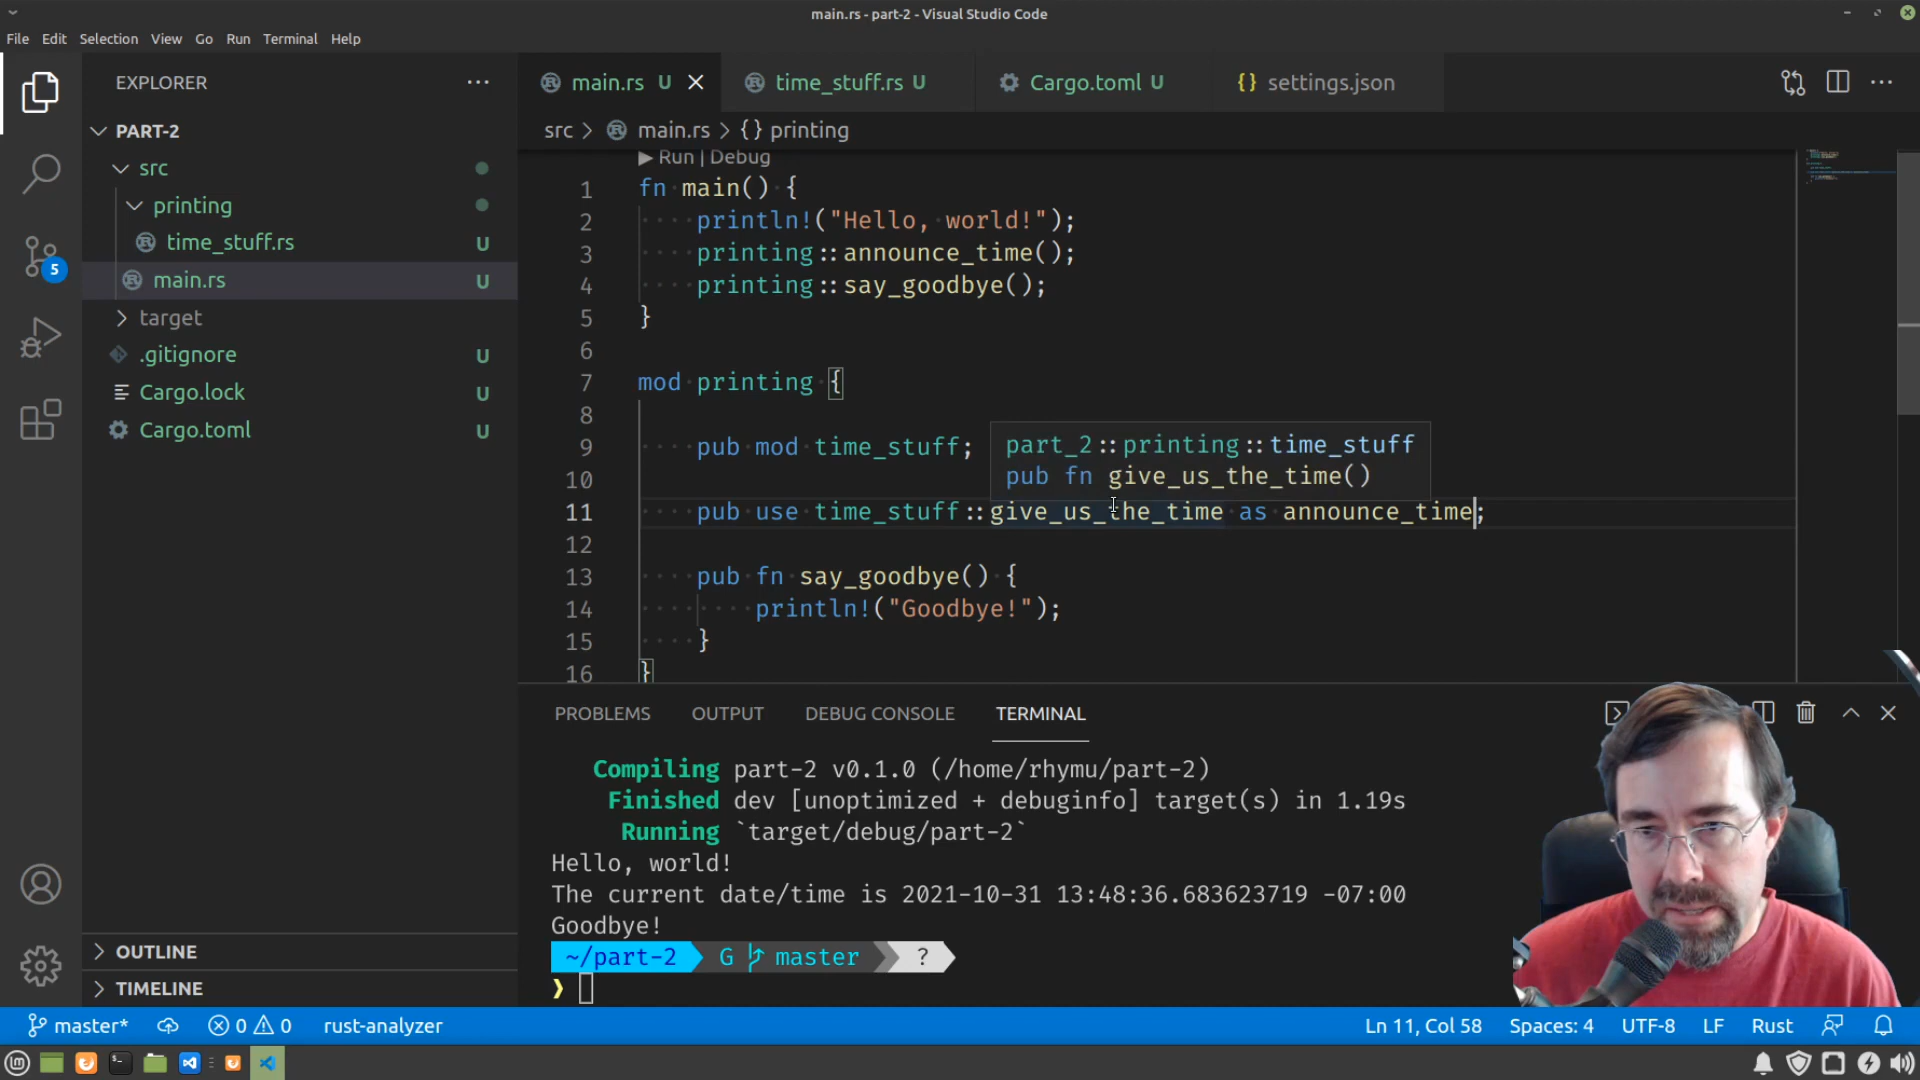 main.rs - part-2 - Visual Studio Code
File Edit Selection View Go Run Terminal Help
EXPLORER
PART-2
src
printing
time_stuff.rs U
main.rs U
target
.gitignore U
Cargo.lock U
Cargo.toml U
OUTLINE
TIMELINE
5
main.rs U
time_stuff.rs U
Cargo.toml U
{} settings.json
src > main.rs > {} printing
Run | Debug
1 fn main() {
2 println!("Hello, world!");
3 printing::announce_time();
4 printing::say_goodbye();
5 }
6
7 mod printing {
8
9 pub mod time_stuff;
10
11 pub use time_stuff::give_us_the_time as announce_time;
12
13 pub fn say_goodbye() {
14 println!("Goodbye!");
15 }
16 }
part_2::printing::time_stuff
pub fn give_us_the_time()
PROBLEMS OUTPUT DEBUG CONSOLE TERMINAL
Compiling part-2 v0.1.0 (/home/rhymu/part-2)
Finished dev [unoptimized + debuginfo] target(s) in 1.19s
Running `target/debug/part-2`
Hello, world!
The current date/time is 2021-10-31 13:48:36.683623719 -07:00
Goodbye!
~/part-2 G master ?
❯
master* 0 0 rust-analyzer Ln 11, Col 58 Spaces: 4 UTF-8 LF Rust